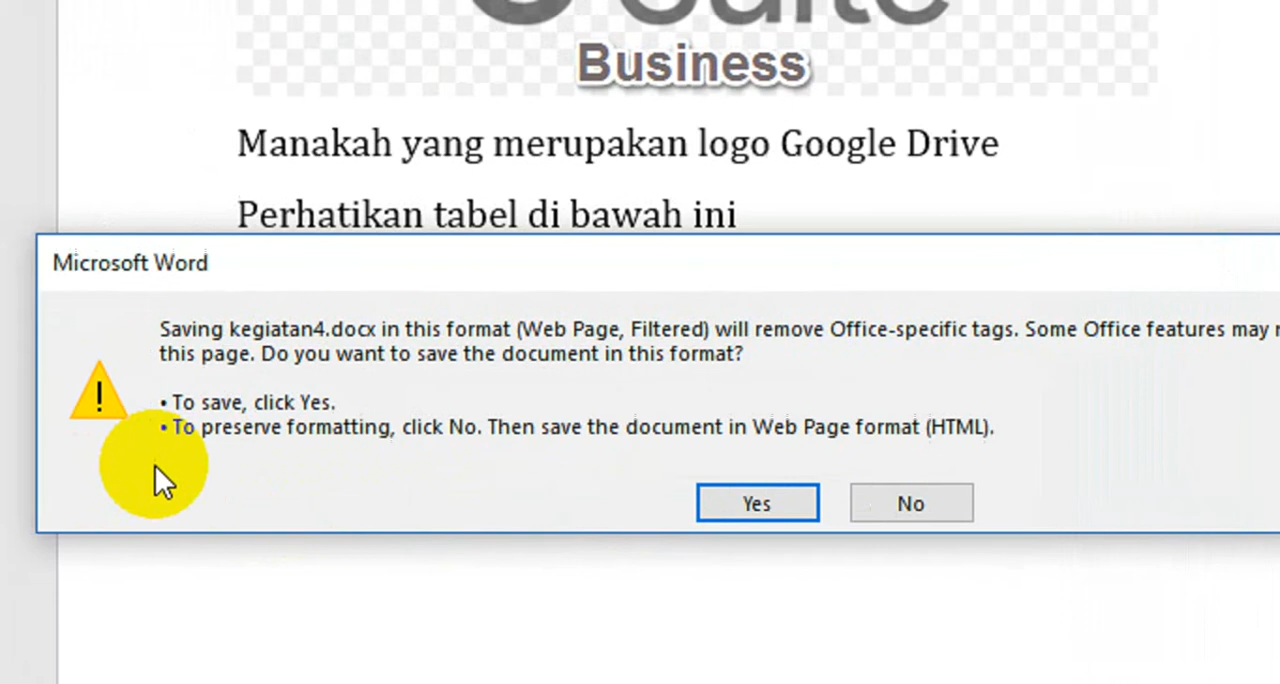 Suite
Business
Manakah yang merupakan logo Google Drive
Perhatikan tabel di bawah ini
Microsoft Word
Saving kegiatan4.docx in this format (Web Page, Filtered) will remove Office-specific tags. Some Office features may
this page. Do you want to save the document in this format?
• To save, click Yes.
• To preserve formatting, click No. Then save the document in Web Page format (HTML).
Yes No